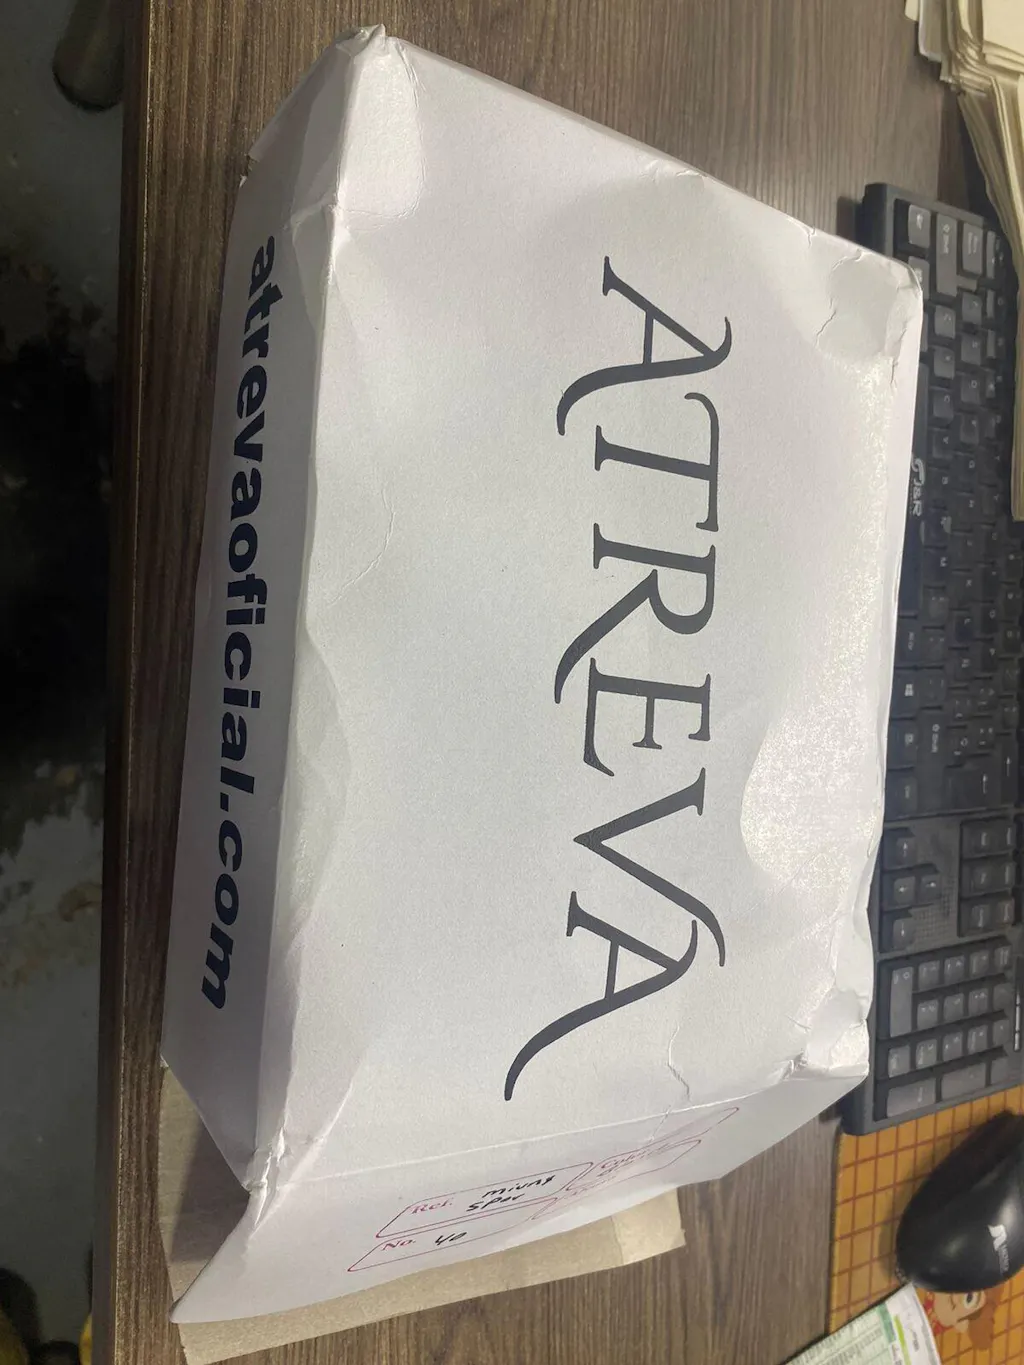 ATREVA
atrevaoficial.com
Ref.
No. 40
J&R